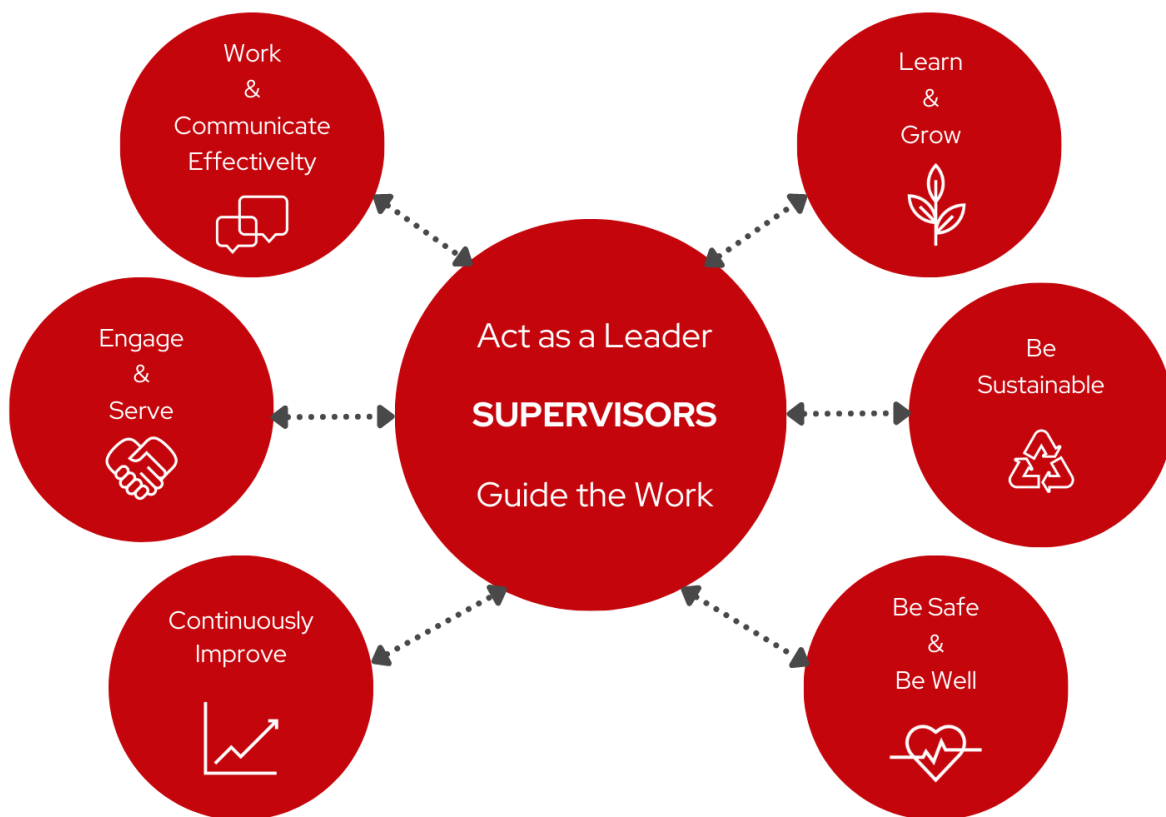 Work
&
Communicate
Effectivelty
Learn
&
Grow
Engage
&
Serve
Act as a Leader
SUPERVISORS
Guide the Work
Be
Sustainable
Continuously
Improve
Be Safe
&
Be Well